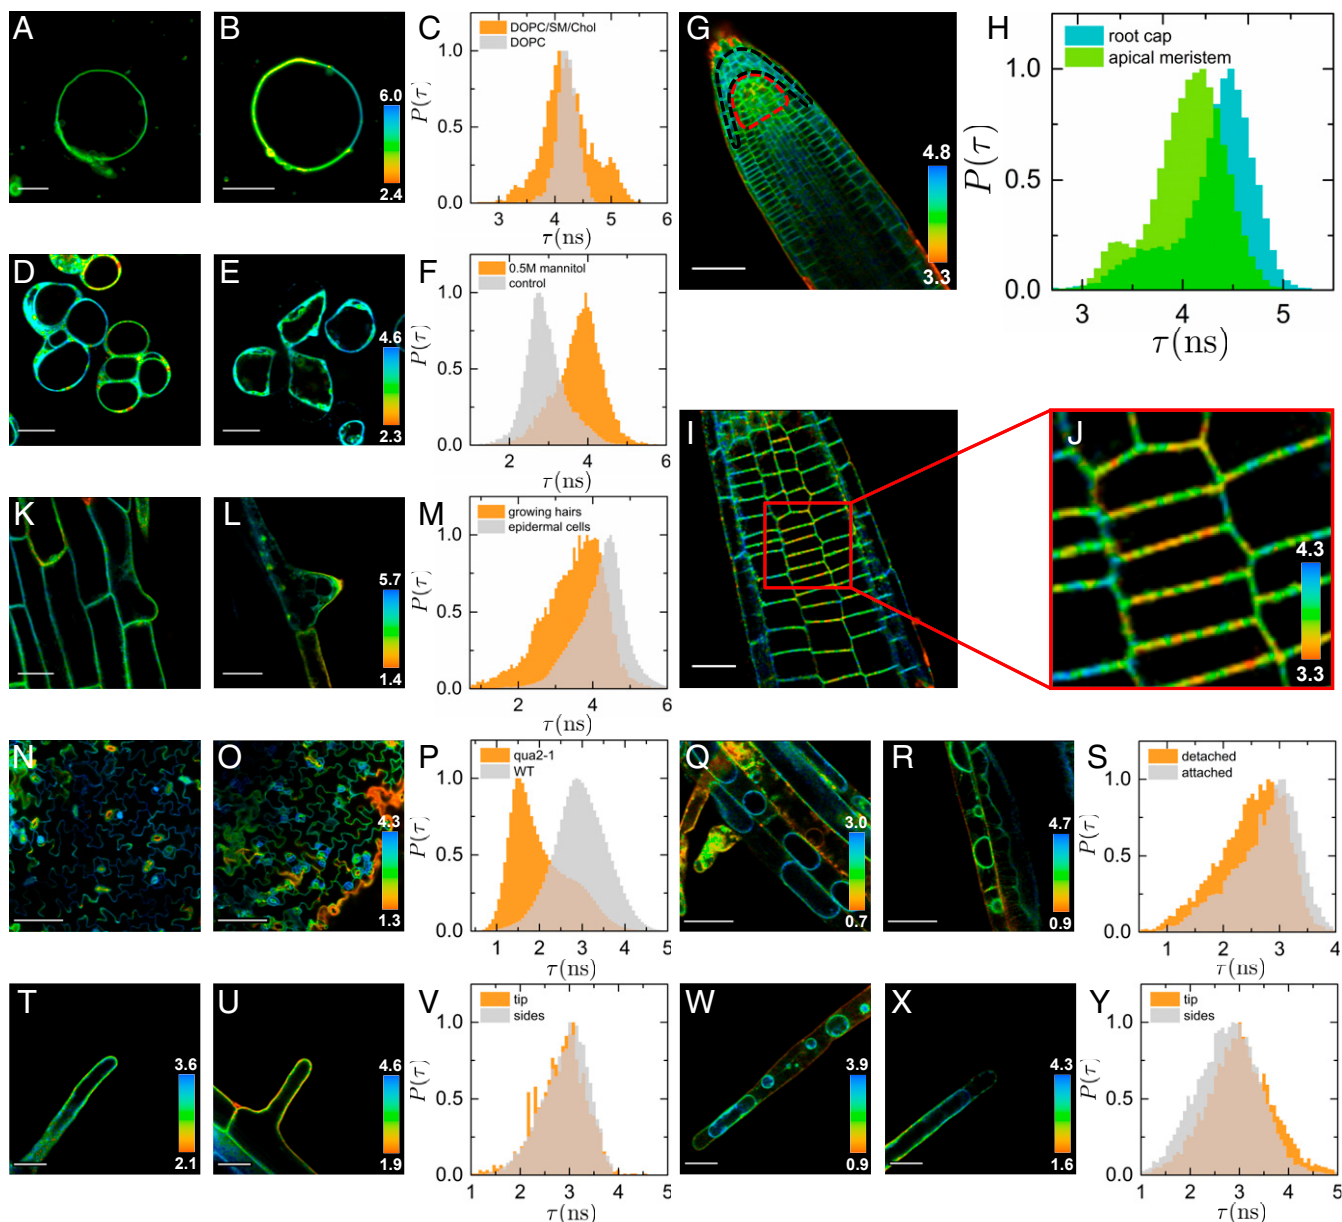 A
B
6.0
2.4
C
DOPC/SM/Chol
DOPC
1.0
0.5
0.0
P(τ)
3 4 5 6
τ(ns)
G
4.8
3.3
H
root cap
apical meristem
1.0
0.5
0.0
P(τ)
3 4 5
τ(ns)
D
E
4.6
2.3
F
0.5M mannitol
control
1.0
0.5
0.0
P(τ)
2 4 6
τ(ns)
I
J
4.3
3.3
K
L
5.7
1.4
M
growing hairs
epidermal cells
1.0
0.5
0.0
P(τ)
2 4 6
τ(ns)
N
O
4.3
1.3
P
qua2-1
WT
1.0
0.5
0.0
P(τ)
1 2 3 4 5
τ(ns)
Q
3.0
0.7
R
4.7
0.9
S
detached
attached
1.0
0.5
0.0
P(τ)
1 2 3 4
τ(ns)
T
3.6
2.1
U
4.6
1.9
V
tip
sides
1.0
0.5
0.0
P(τ)
1 2 3 4 5
τ(ns)
W
3.9
0.9
X
4.3
1.6
Y
tip
sides
1.0
0.5
0.0
P(τ)
1 2 3 4 5
τ(ns)